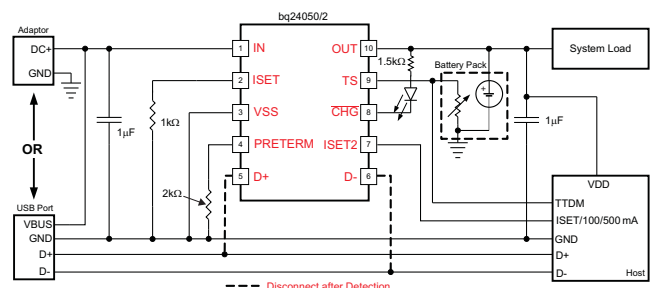 bq24050/2
Adaptor
DC+
GND
OR
USB Port
VBUS
GND
D+
D-
1μF
1kΩ
2kΩ
1 IN
2 ISET
3 VSS
4 PRETERM
5 D+
OUT 10
TS 9
CHG 8
ISET2 7
D- 6
1.5kΩ
Battery Pack
+
1μF
System Load
VDD
TTDM
ISET/100/500 mA
GND
D+
D-
Host
Disconnect after Detection